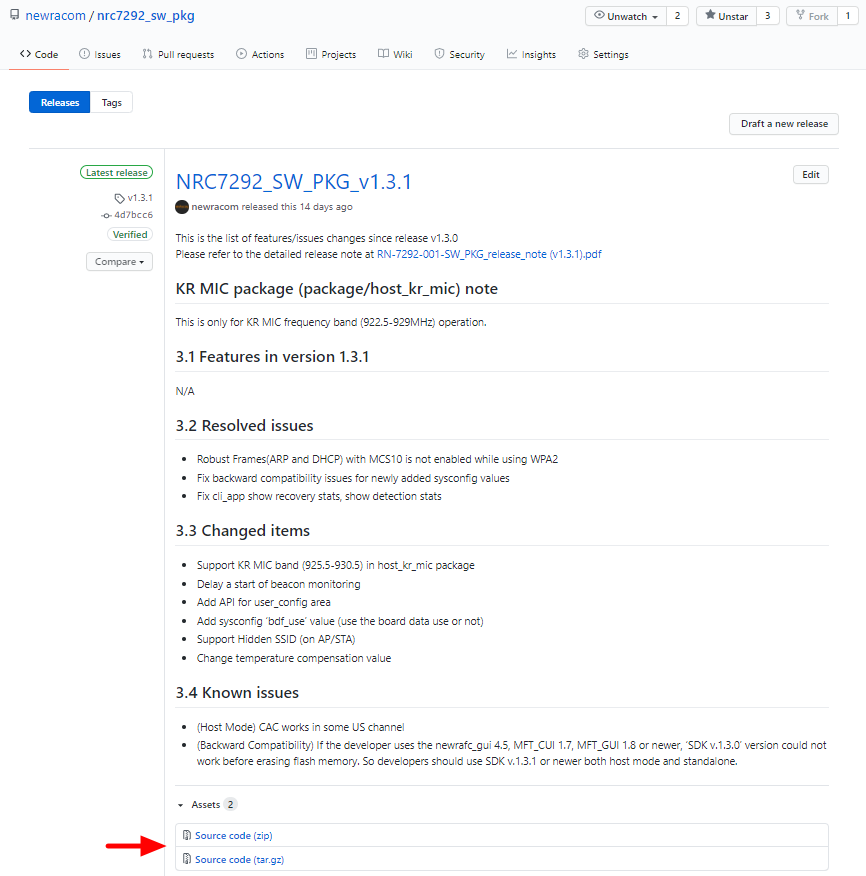 newracom / nrc7292_sw_pkg
Unwatch 2 Unstar 3 Fork 1
Code Issues Pull requests Actions Projects Wiki Security Insights Settings
Releases Tags
Draft a new release
Latest release
v1.3.1
4d7bcc6
Verified
Compare
NRC7292_SW_PKG_v1.3.1
Edit
newracom released this 14 days ago
This is the list of features/issues changes since release v1.3.0
Please refer to the detailed release note at RN-7292-001-SW_PKG_release_note (v1.3.1).pdf
KR MIC package (package/host_kr_mic) note
This is only for KR MIC frequency band (922.5-929MHz) operation.
3.1 Features in version 1.3.1
N/A
3.2 Resolved issues
Robust Frames(ARP and DHCP) with MCS10 is not enabled while using WPA2
Fix backward compatibility issues for newly added sysconfig values
Fix cli_app show recovery stats, show detection stats
3.3 Changed items
Support KR MIC band (925.5-930.5) in host_kr_mic package
Delay a start of beacon monitoring
Add API for user_config area
Add sysconfig 'bdf_use' value (use the board data use or not)
Support Hidden SSID (on AP/STA)
Change temperature compensation value
3.4 Known issues
(Host Mode) CAC works in some US channel
(Backward Compatibility) If the developer uses the newrafc_gui 4.5, MFT_CUI 1.7, MFT_GUI 1.8 or newer, 'SDK v.1.3.0' version could not
work before erasing flash memory. So developers should use SDK v.1.3.1 or newer both host mode and standalone.
Assets 2
Source code (zip)
Source code (tar.gz)